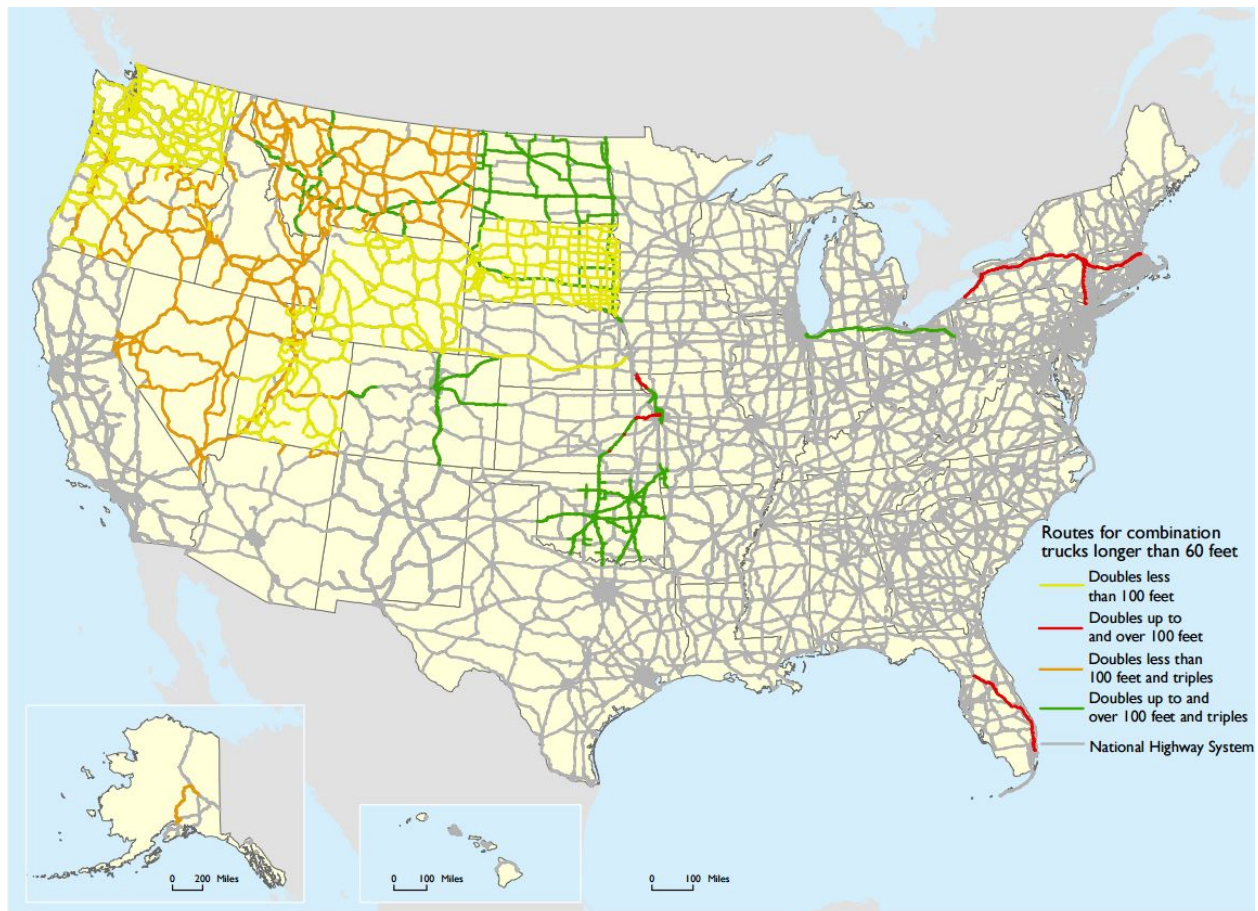 Routes for combination
trucks longer than 60 feet
Doubles less
than 100 feet
Doubles up to
and over 100 feet
Doubles less than
100 feet and triples
Doubles up to and
over 100 feet and triples
National Highway System
0 200 Miles
0 100 Miles
0 100 Miles